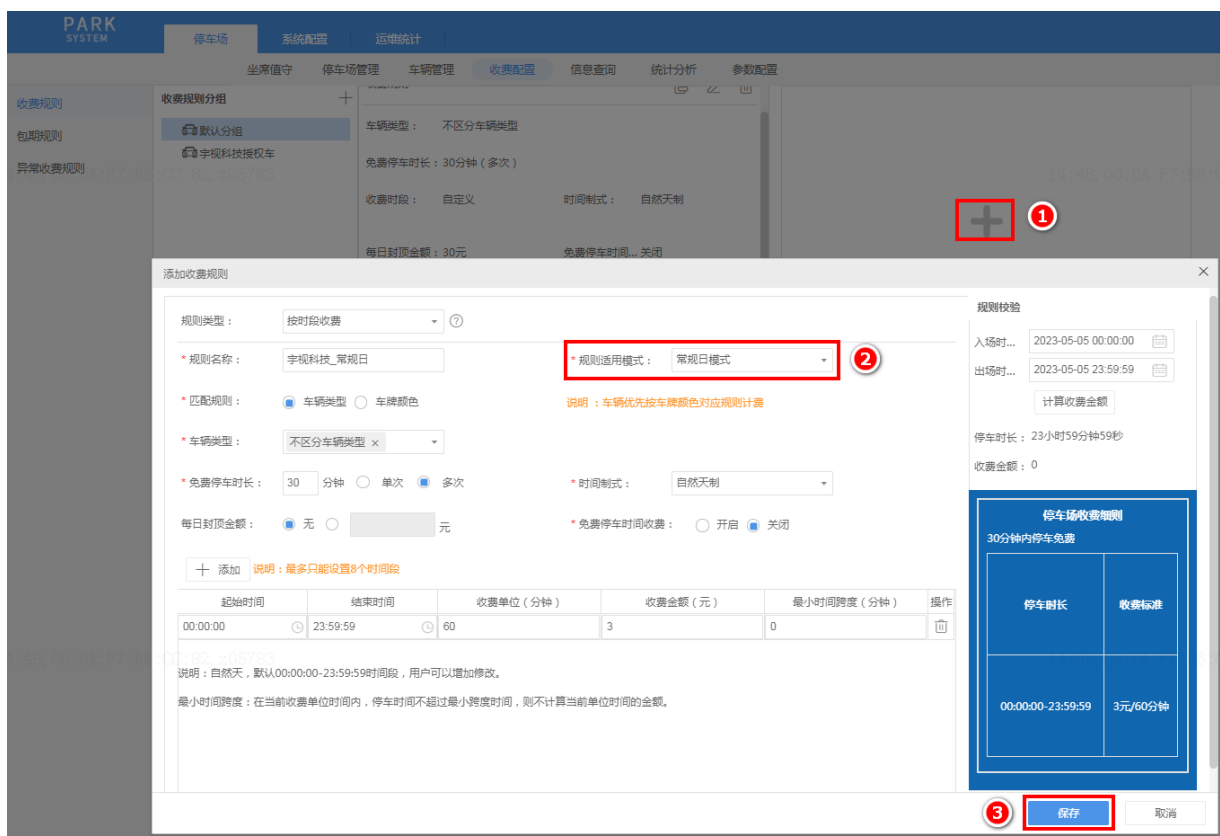 PARK
SYSTEM
停车场 系统配置 运维统计
坐席值守 停车场管理 车辆管理 收费配置 信息查询 统计分析 参数配置
收费规则
包期规则
异常收费规则
收费规则分组
默认分组
宇视科技授权车
车辆类型： 不区分车辆类型
免费停车时长：30分钟（多次）
收费时段： 自定义 时间制式： 自然天制
每日封顶金额：30元 免费停车时间... 关闭
1
添加收费规则
规则类型： 按时段收费
* 规则名称： 宇视科技_常规日 * 规则适用模式： 常规日模式
2
* 匹配规则： 车辆类型 车牌颜色 说明 ：车辆优先按车牌颜色对应规则计费
* 车辆类型： 不区分车辆类型 ×
* 免费停车时长： 30 分钟 单次 多次 * 时间制式： 自然天制
每日封顶金额： 无 元 * 免费停车时间收费： 开启 关闭
添加 说明：最多只能设置8个时间段
起始时间 结束时间 收费单位（分钟） 收费金额（元） 最小时间跨度（分钟） 操作
00:00:00 23:59:59 60 3 0
说明：自然天，默认00:00:00-23:59:59时间段，用户可以增加修改。
最小时间跨度：在当前收费单位时间内，停车时间不超过最小跨度时间，则不计算当前单位时间的金额。
规则校验
入场时... 2023-05-05 00:00:00
出场时... 2023-05-05 23:59:59
计算收费金额
停车时长： 23小时59分钟59秒
收费金额： 0
停车场收费细则
30分钟内停车免费
停车时长 收费标准
00:00:00-23:59:59 3元/60分钟
3
保存 取消